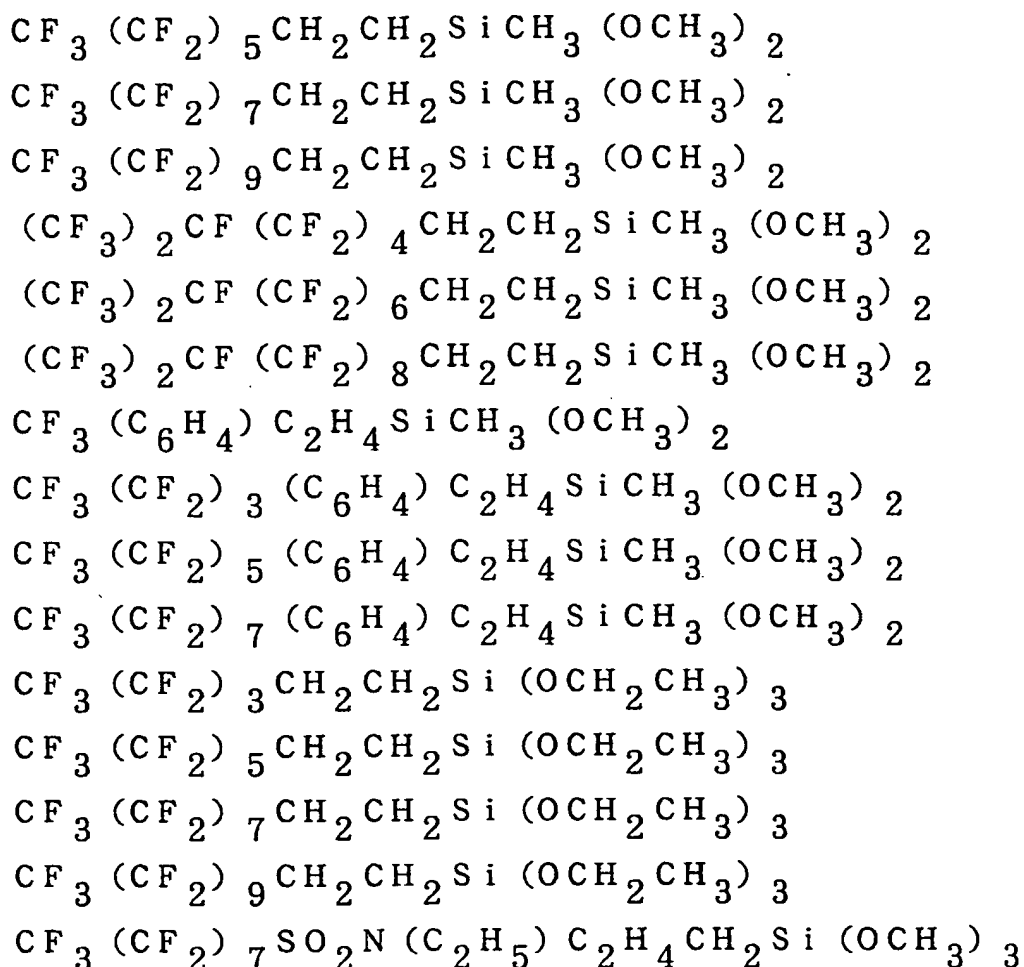 CF₃(CF₂)₅CH₂CH₂SiCH₃(OCH₃)₂
CF₃(CF₂)₇CH₂CH₂SiCH₃(OCH₃)₂
CF₃(CF₂)₉CH₂CH₂SiCH₃(OCH₃)₂
(CF₃)₂CF(CF₂)₄CH₂CH₂SiCH₃(OCH₃)₂
(CF₃)₂CF(CF₂)₆CH₂CH₂SiCH₃(OCH₃)₂
(CF₃)₂CF(CF₂)₈CH₂CH₂SiCH₃(OCH₃)₂
CF₃(C₆H₄)C₂H₄SiCH₃(OCH₃)₂
CF₃(CF₂)₃(C₆H₄)C₂H₄SiCH₃(OCH₃)₂
CF₃(CF₂)₅(C₆H₄)C₂H₄SiCH₃(OCH₃)₂
CF₃(CF₂)₇(C₆H₄)C₂H₄SiCH₃(OCH₃)₂
CF₃(CF₂)₃CH₂CH₂Si(OCH₂CH₃)₃
CF₃(CF₂)₅CH₂CH₂Si(OCH₂CH₃)₃
CF₃(CF₂)₇CH₂CH₂Si(OCH₂CH₃)₃
CF₃(CF₂)₉CH₂CH₂Si(OCH₂CH₃)₃
CF₃(CF₂)₇SO₂N(C₂H₅)C₂H₄CH₂Si(OCH₃)₃